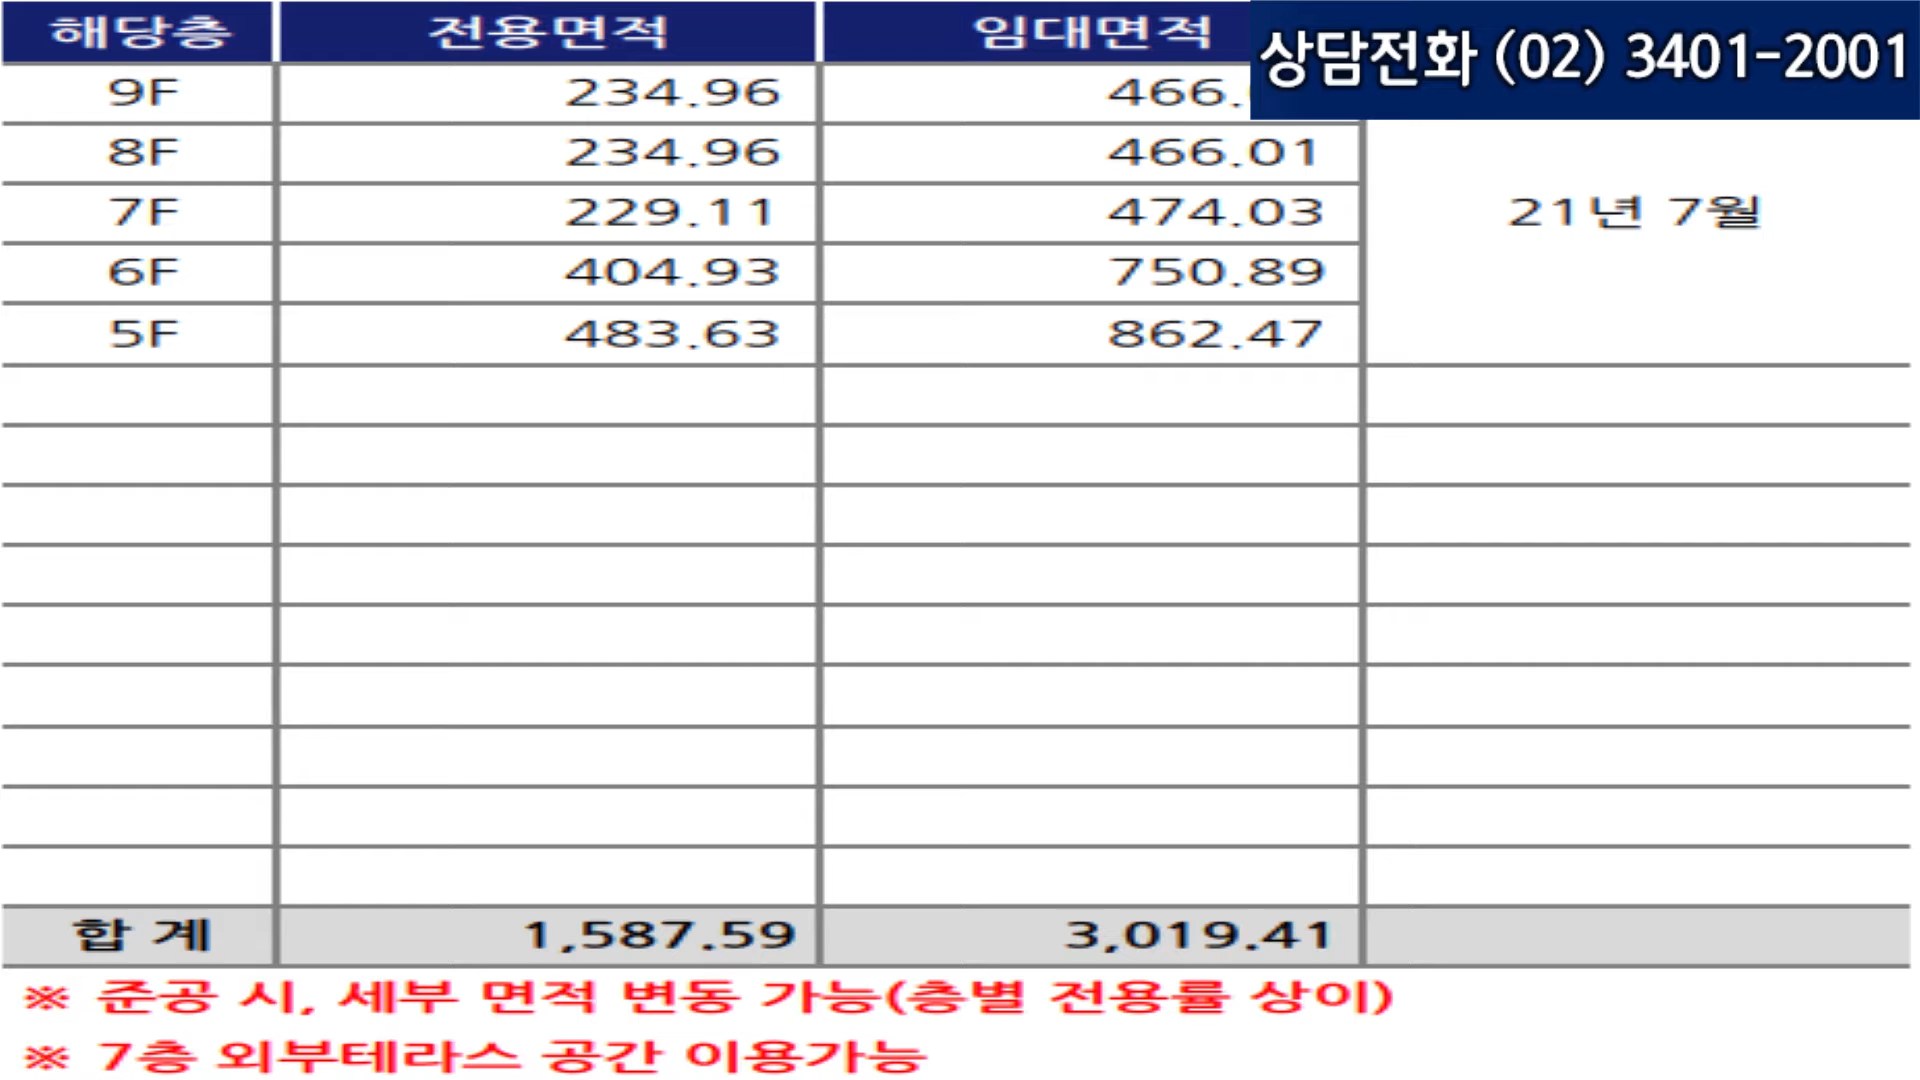 해당층 전용면적 임대면적 상담전화 (02) 3401-2001
9F 234.96 466.
8F 234.96 466.01
7F 229.11 474.03 21년 7월
6F 404.93 750.89
5F 483.63 862.47
합 계 1,587.59 3,019.41
※ 준공 시, 세부 면적 변동 가능(층별 전용률 상이)
※ 7층 외부테라스 공간 이용가능